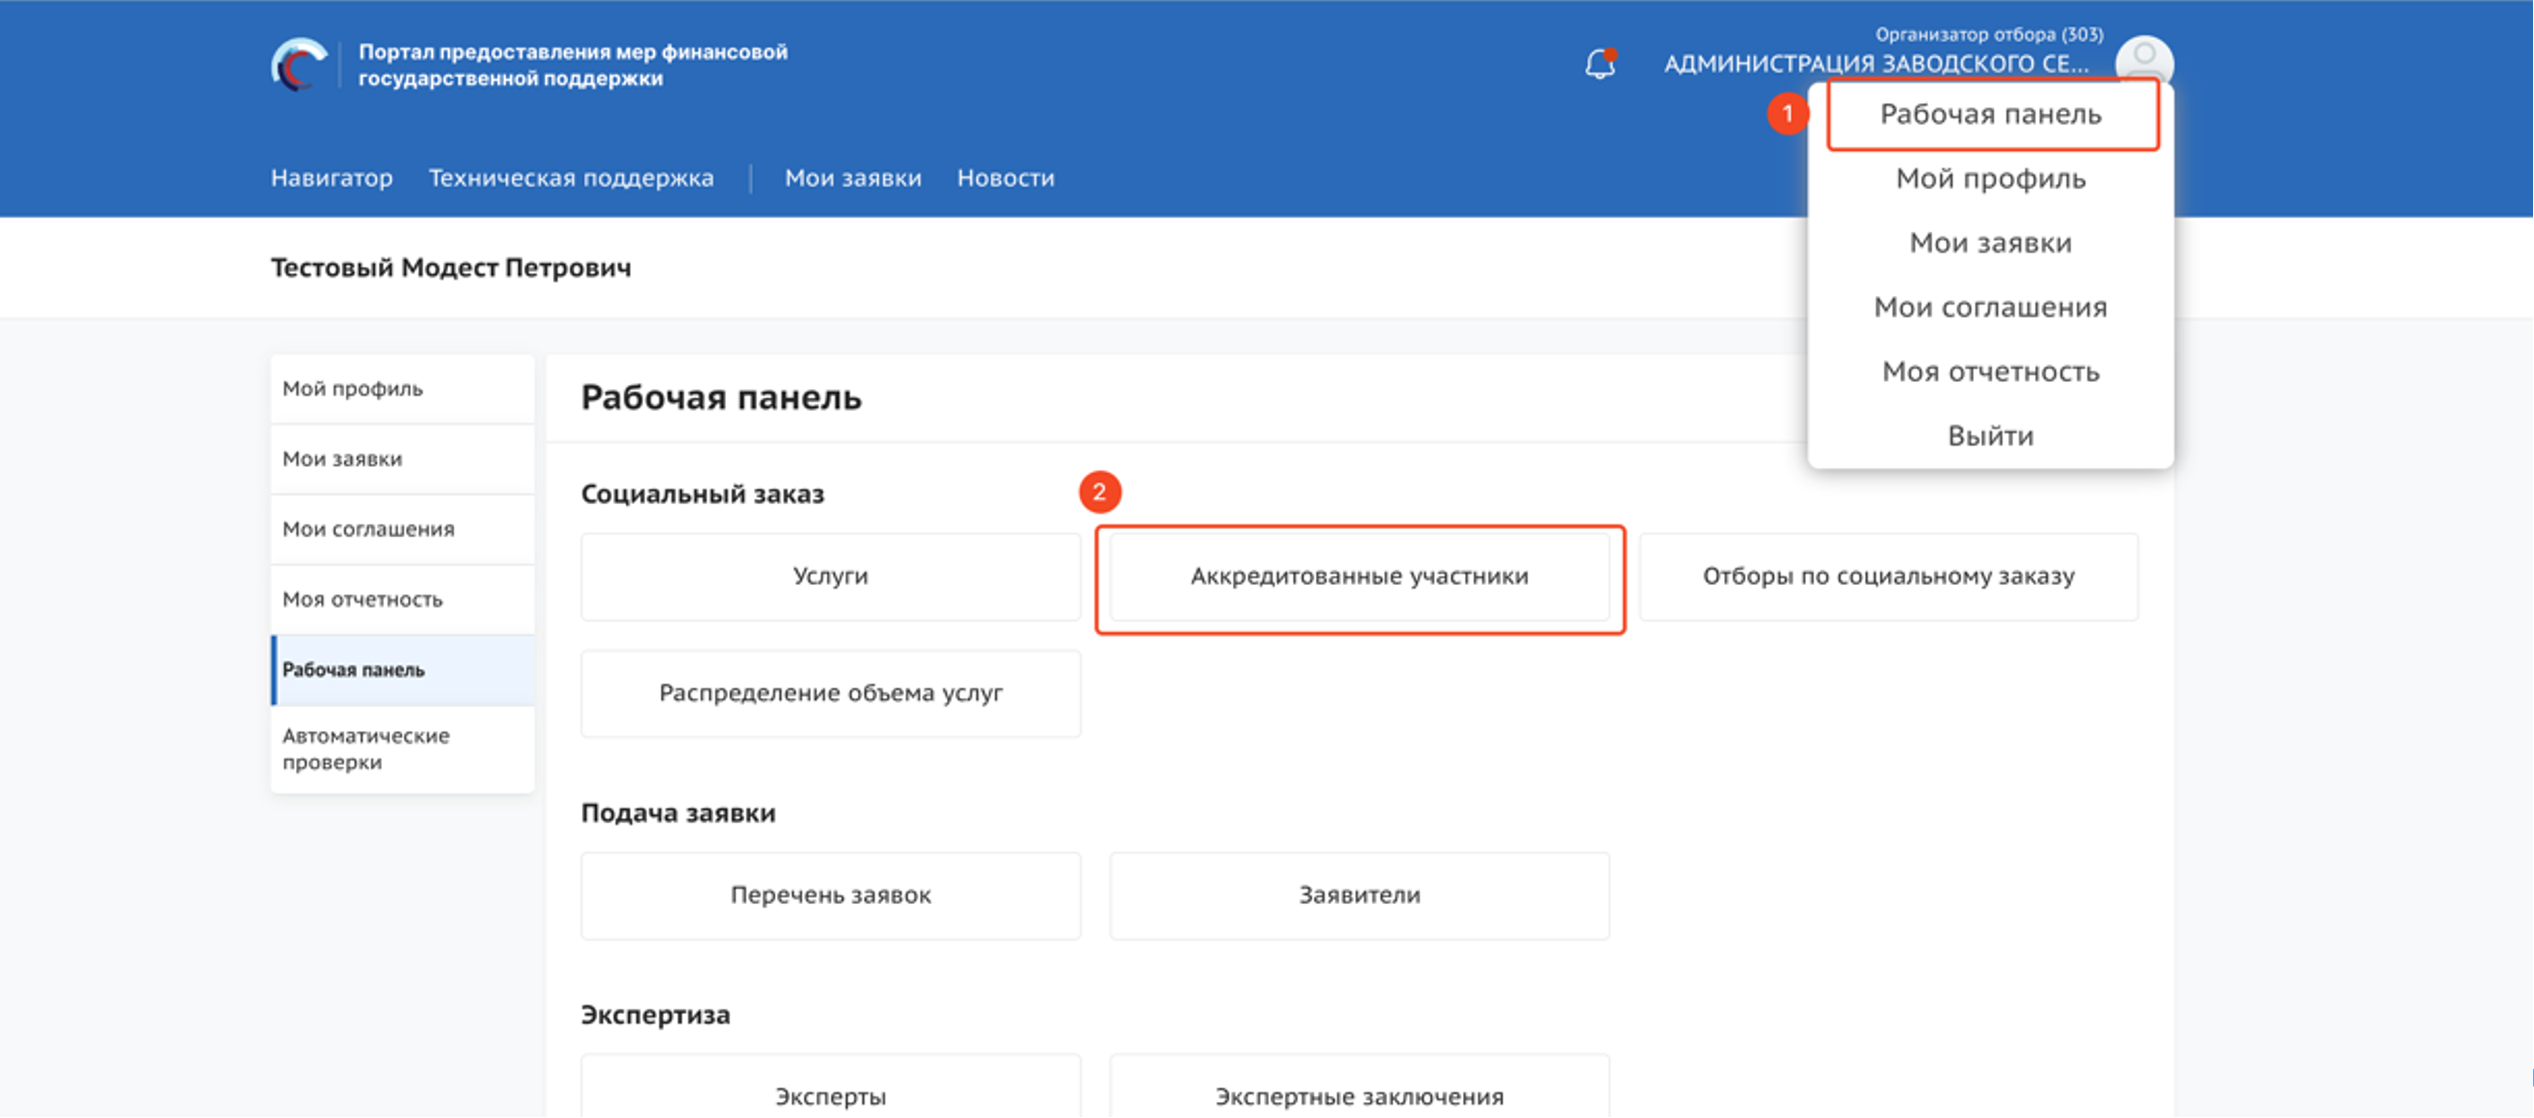 Организатор отбора (303)
Портал предоставления мер финансовой
государственной поддержки
АДМИНИСТРАЦИЯ ЗАВОДСКОГО СЕ...
1
Рабочая панель
Мой профиль
Мои заявки
Мои соглашения
Моя отчетность
Выйти
Навигатор Техническая поддержка Мои заявки Новости
Тестовый Модест Петрович
Мой профиль
Мои заявки
Мои соглашения
Моя отчетность
Рабочая панель
Автоматические
проверки
Рабочая панель
Социальный заказ
2
Услуги Аккредитованные участники Отборы по социальному заказу
Распределение объема услуг
Подача заявки
Перечень заявок Заявители
Экспертиза
Эксперты Экспертные заключения